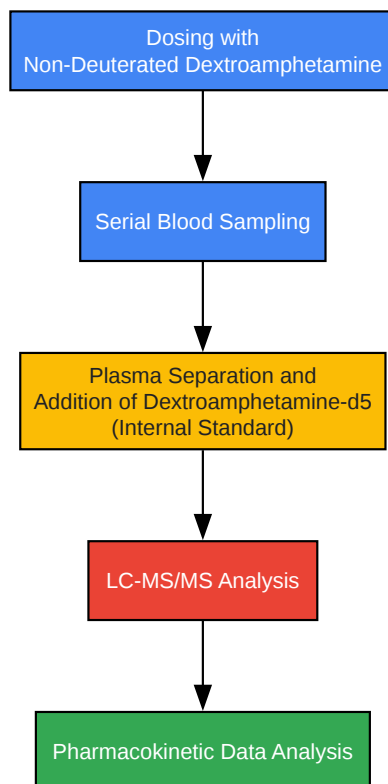 Dosing with
Non-Deuterated Dextroamphetamine
Serial Blood Sampling
Plasma Separation and
Addition of Dextroamphetamine-d5
(Internal Standard)
LC-MS/MS Analysis
Pharmacokinetic Data Analysis